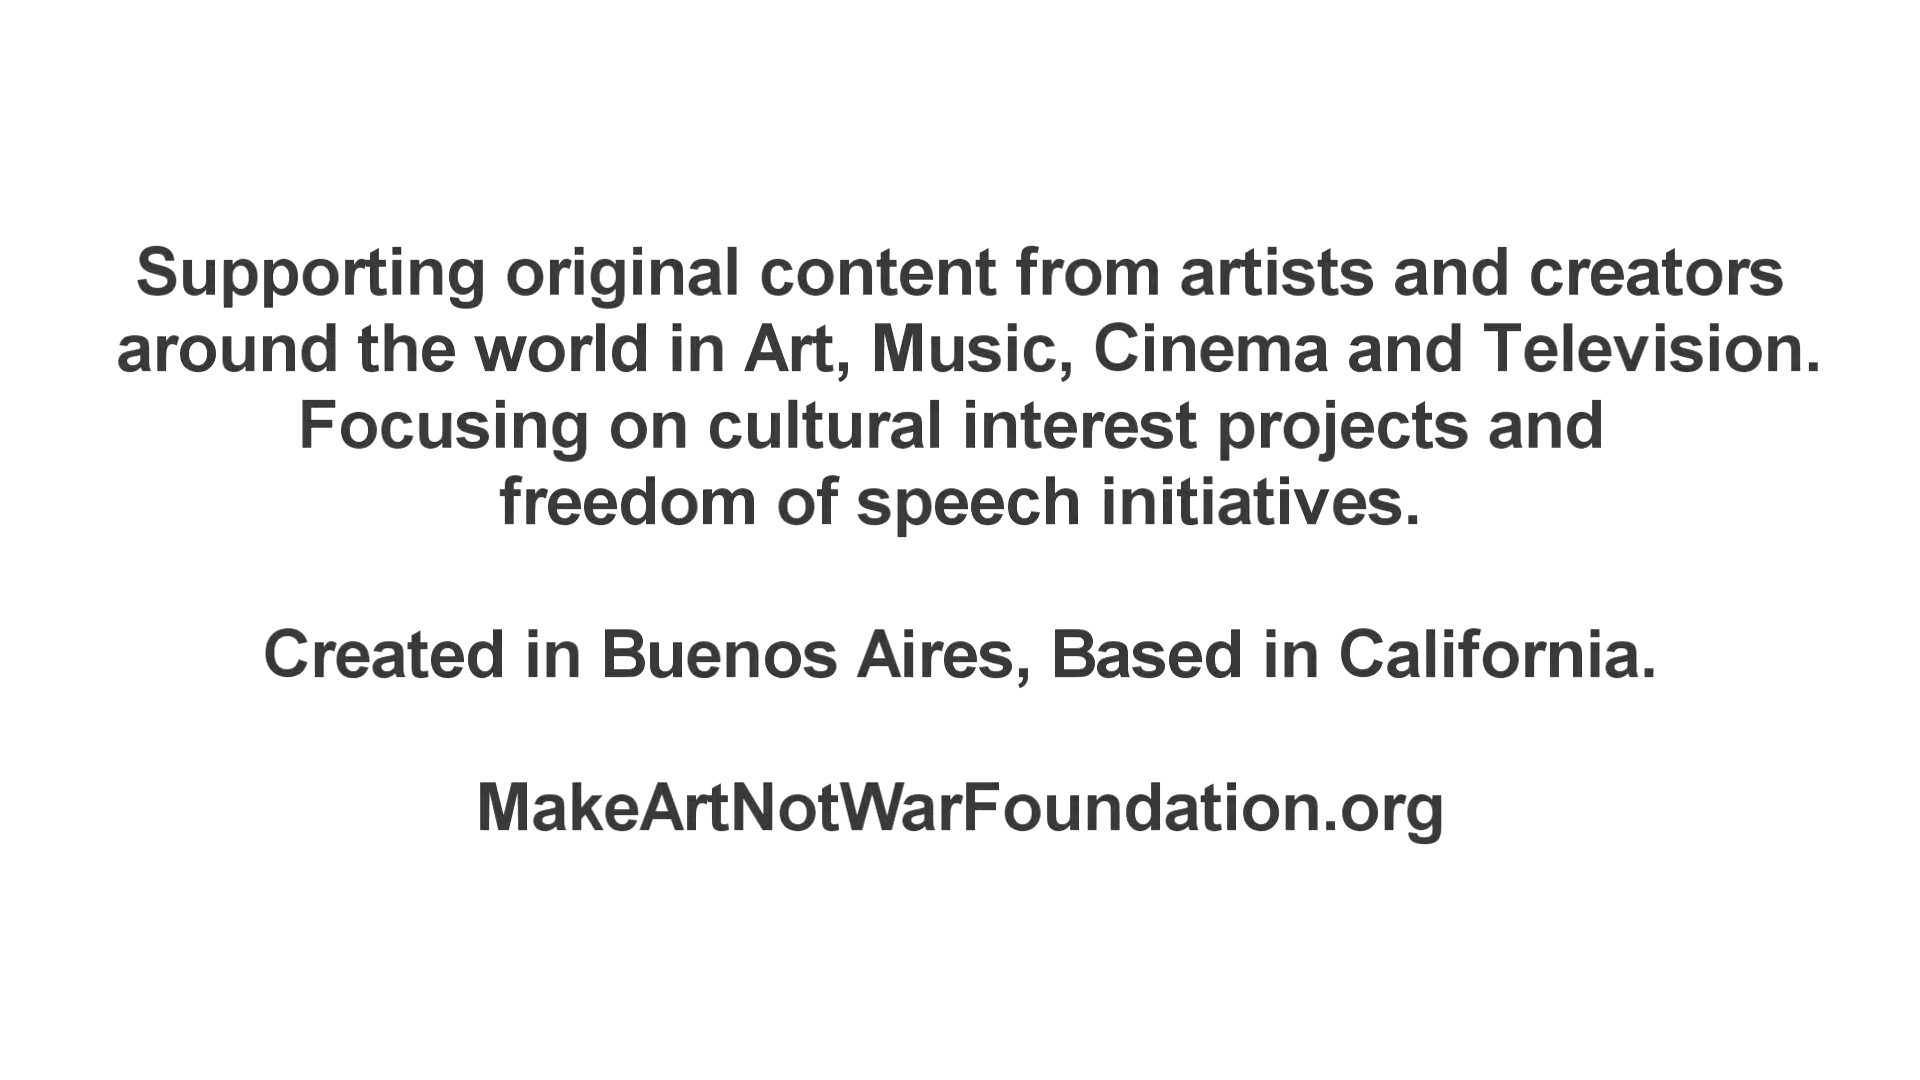 Supporting original content from artists and creators
around the world in Art, Music, Cinema and Television.
Focusing on cultural interest projects and
freedom of speech initiatives.
Created in Buenos Aires, Based in California.
MakeArtNotWarFoundation.org